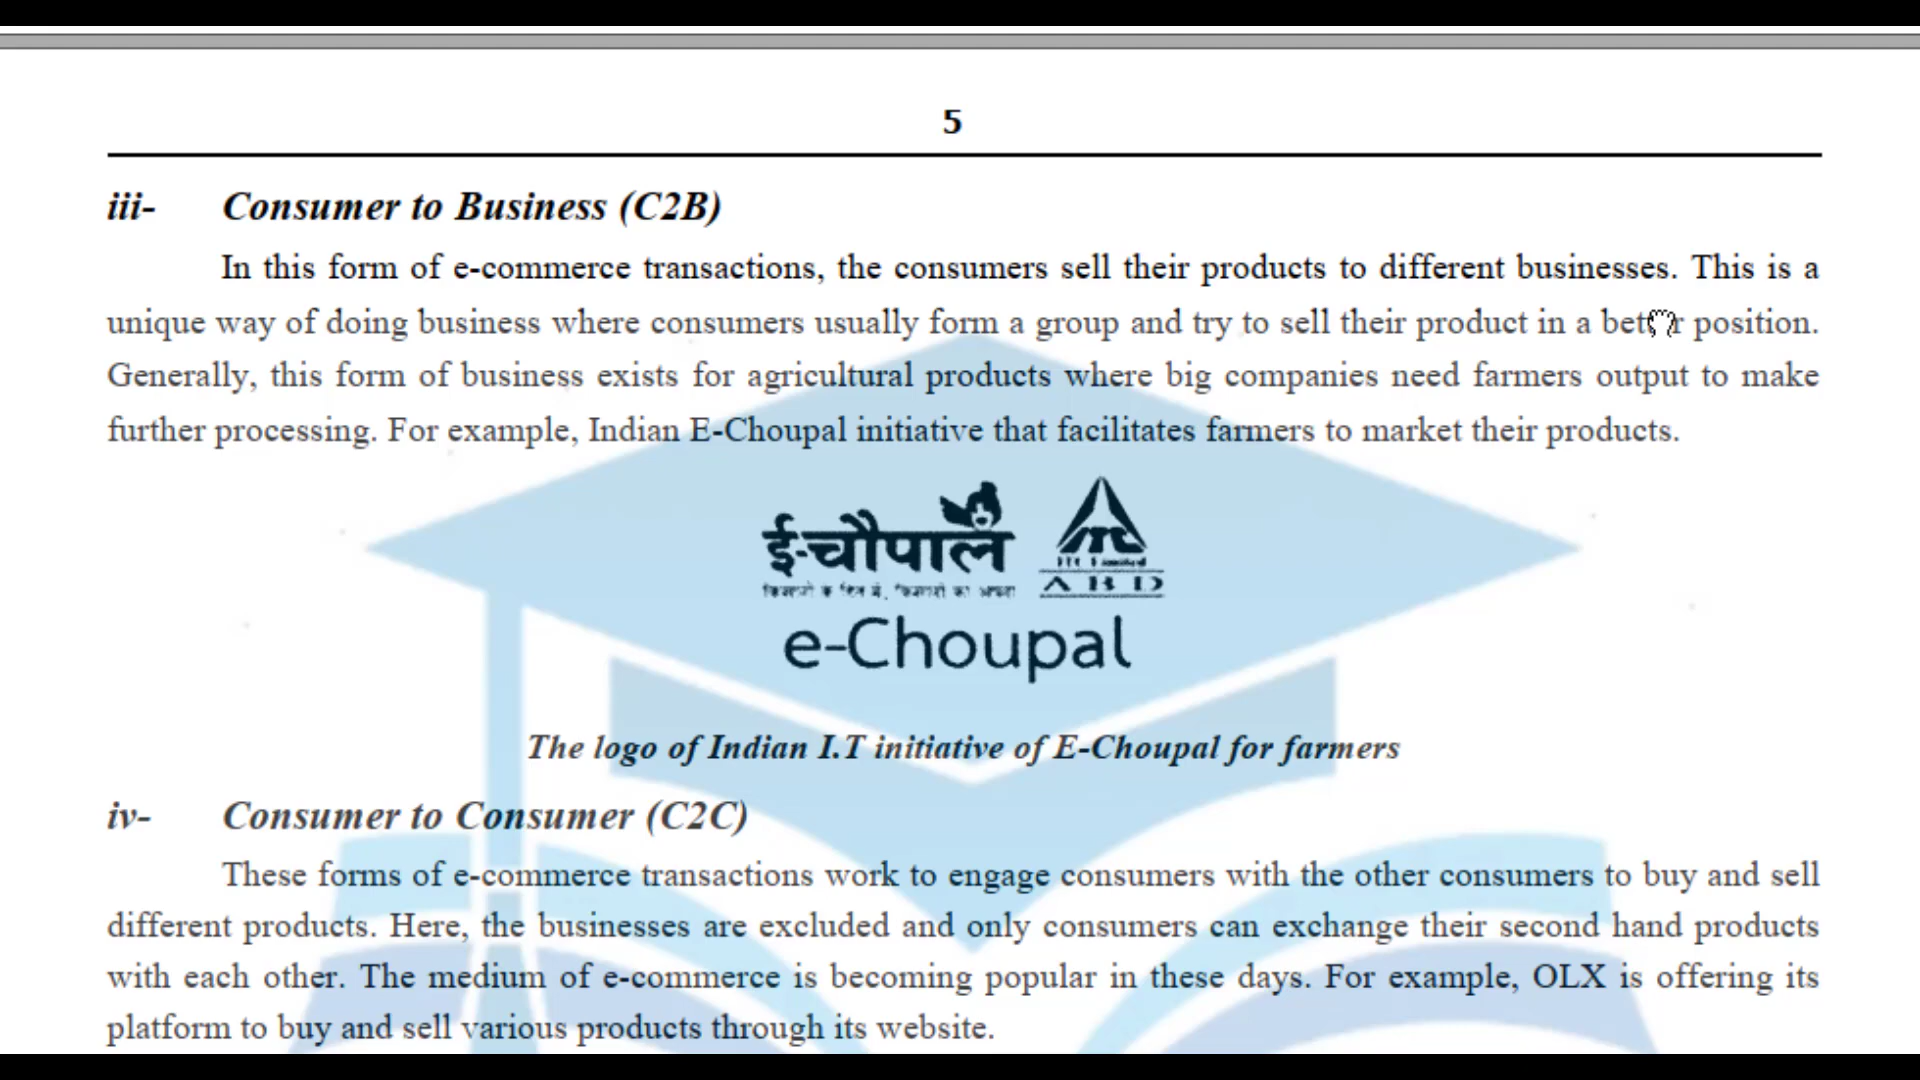 5
iii- Consumer to Business (C2B)
In this form of e-commerce transactions, the consumers sell their products to different businesses. This is a
unique way of doing business where consumers usually form a group and try to sell their product in a better position.
Generally, this form of business exists for agricultural products where big companies need farmers output to make
further processing. For example, Indian E-Choupal initiative that facilitates farmers to market their products.
ई-चौपाल
ITC Limited
ABD
e-Choupal
The logo of Indian I.T initiative of E-Choupal for farmers
iv- Consumer to Consumer (C2C)
These forms of e-commerce transactions work to engage consumers with the other consumers to buy and sell
different products. Here, the businesses are excluded and only consumers can exchange their second hand products
with each other. The medium of e-commerce is becoming popular in these days. For example, OLX is offering its
platform to buy and sell various products through its website.